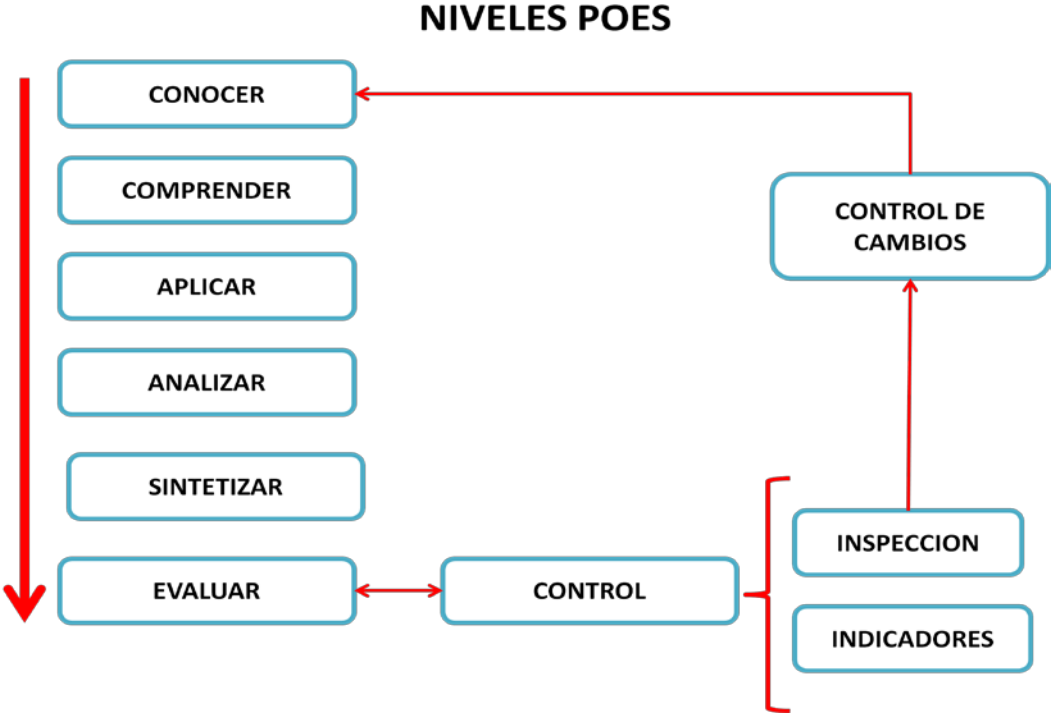 NIVELES POES
CONOCER
COMPRENDER
APLICAR
ANALIZAR
SINTETIZAR
EVALUAR
CONTROL
CONTROL DE
CAMBIOS
INSPECCION
INDICADORES